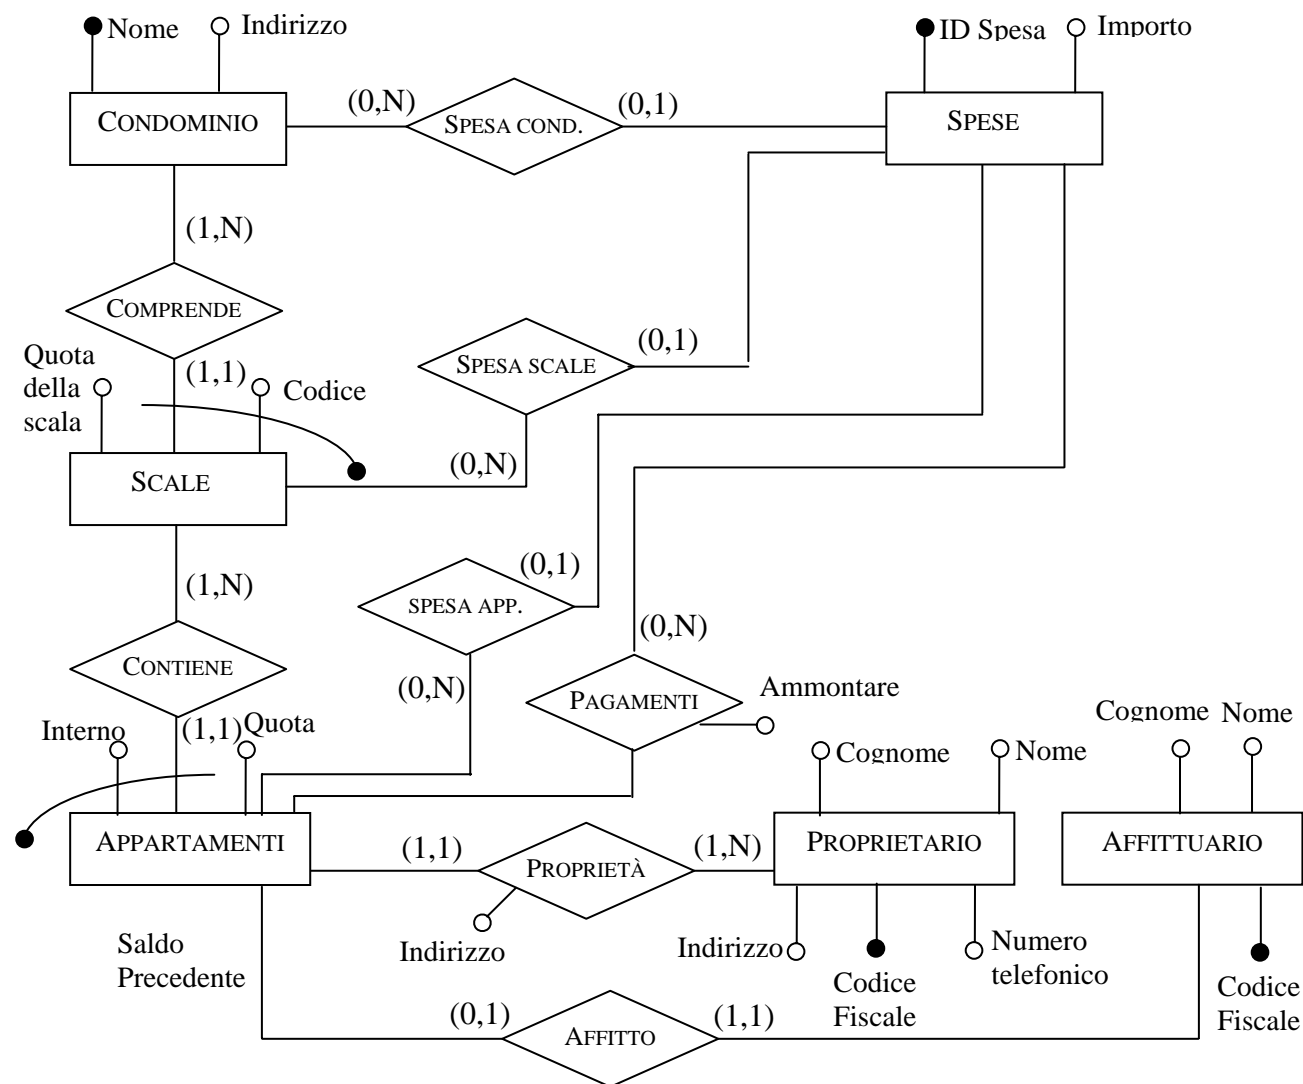 Nome
Indirizzo
ID Spesa
Importo
CONDOMINIO
(0,N)
SPESA COND.
(0,1)
SPESE
(1,N)
COMPRENDE
Quota
della
scala
(1,1)
Codice
SPESA SCALE
(0,1)
SCALE
(0,N)
(1,N)
(0,1)
SPESA APP.
(0,N)
CONTIENE
(0,N)
PAGAMENTI
Ammontare
Interno
(1,1)
Quota
Cognome
Nome
Cognome
Nome
APPARTAMENTI
(1,1)
PROPRIETÀ
(1,N)
PROPRIETARIO
AFFITTUARIO
Saldo
Precedente
Indirizzo
Indirizzo
Codice
Fiscale
Numero
telefonico
Codice
Fiscale
(0,1)
AFFITTO
(1,1)